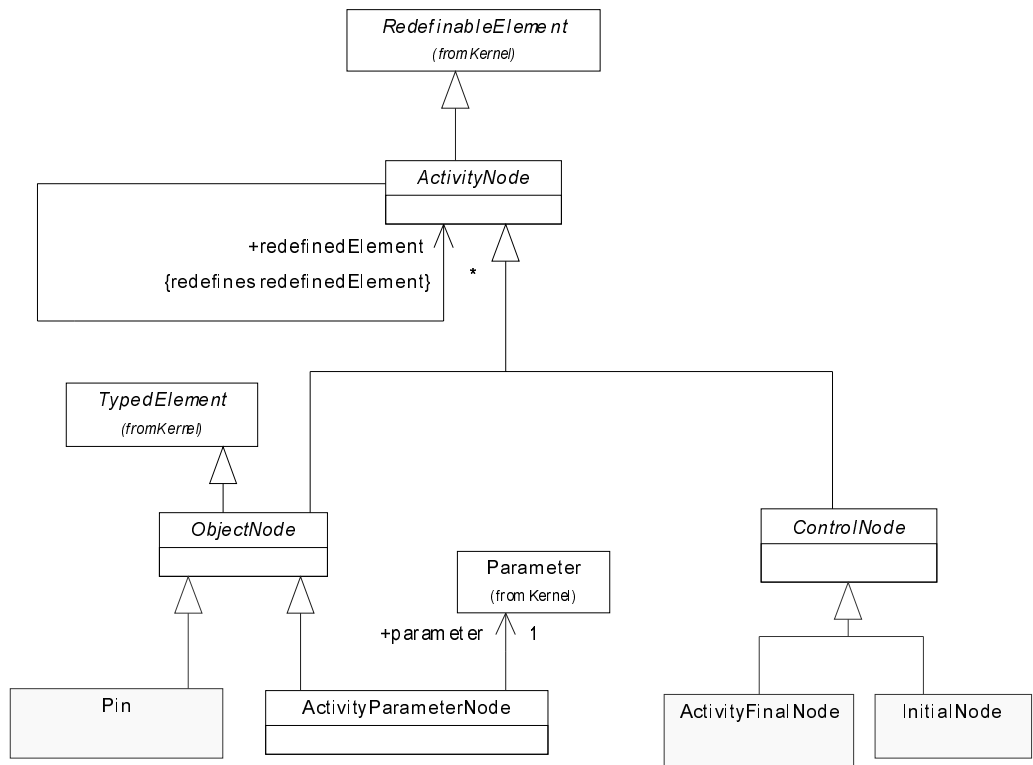 RedefinableElement
(from Kernel)
ActivityNode
+redefinedElement
{redefines redefinedElement}
*
TypedElement
(from Kernel)
ObjectNode
ControlNode
Parameter
(from Kernel)
+parameter 1
Pin
ActivityParameterNode
ActivityFinalNode
InitialNode